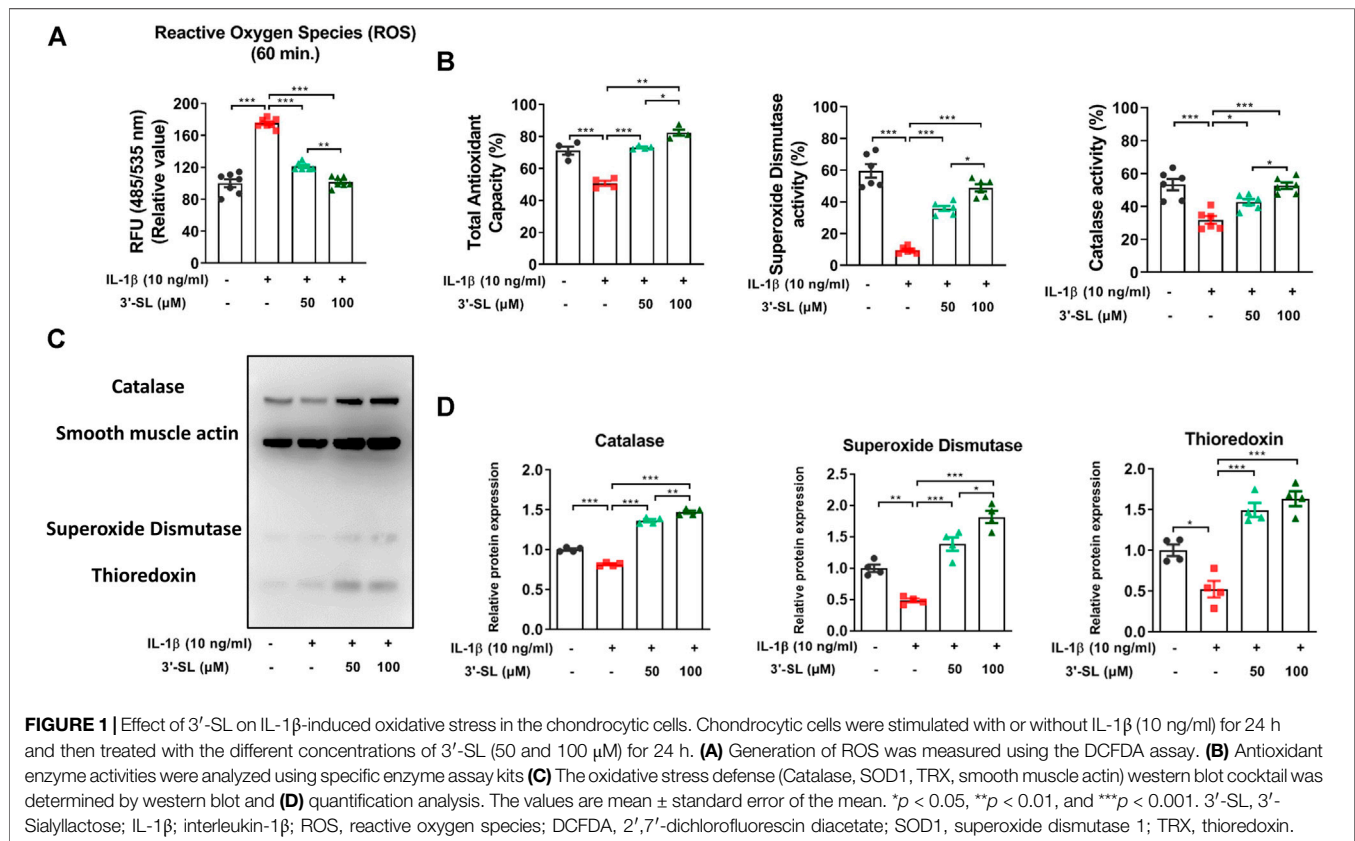 A
Reactive Oxygen Species (ROS)
(60 min.)
RFU (485/535 nm)
(Relative value)
200
160
120
80
40
0
***
***
***
**
IL-1β (10 ng/ml) - + + +
3'-SL (µM) - - 50 100
B
Total Antioxidant
Capacity (%)
100
80
60
40
20
0
***
***
**
*
IL-1β (10 ng/ml) - + + +
3'-SL (µM) - - 50 100
Superoxide Dismutase
activity (%)
100
80
60
40
20
0
***
***
***
*
IL-1β (10 ng/ml) - + + +
3'-SL (µM) - - 50 100
Catalase activity (%)
100
80
60
40
20
0
***
*
***
*
IL-1β (10 ng/ml) - + + +
3'-SL (µM) - - 50 100
C
Catalase
Smooth muscle actin
Superoxide Dismutase
Thioredoxin
IL-1β (10 ng/ml) - + + +
3'-SL (µM) - - 50 100
D
Catalase
Relative protein expression
2.0
1.5
1.0
0.5
0.0
***
***
***
**
IL-1β (10 ng/ml) - + + +
3'-SL (µM) - - 50 100
Superoxide Dismutase
Relative protein expression
2.5
2.0
1.5
1.0
0.5
0.0
**
***
***
*
IL-1β (10 ng/ml) - + + +
3'-SL (µM) - - 50 100
Thioredoxin
Relative protein expression
2.0
1.5
1.0
0.5
0.0
*
***
***
IL-1β (10 ng/ml) - + + +
3'-SL (µM) - - 50 100
FIGURE 1 | Effect of 3′-SL on IL-1β-induced oxidative stress in the chondrocytic cells. Chondrocytic cells were stimulated with or without IL-1β (10 ng/ml) for 24 h
and then treated with the different concentrations of 3′-SL (50 and 100 μM) for 24 h. (A) Generation of ROS was measured using the DCFDA assay. (B) Antioxidant
enzyme activities were analyzed using specific enzyme assay kits (C) The oxidative stress defense (Catalase, SOD1, TRX, smooth muscle actin) western blot cocktail was
determined by western blot and (D) quantification analysis. The values are mean ± standard error of the mean. *p < 0.05, **p < 0.01, and ***p < 0.001. 3′-SL, 3′-
Sialyllactose; IL-1β; interleukin-1β; ROS, reactive oxygen species; DCFDA, 2′,7′-dichlorofluorescin diacetate; SOD1, superoxide dismutase 1; TRX, thioredoxin.